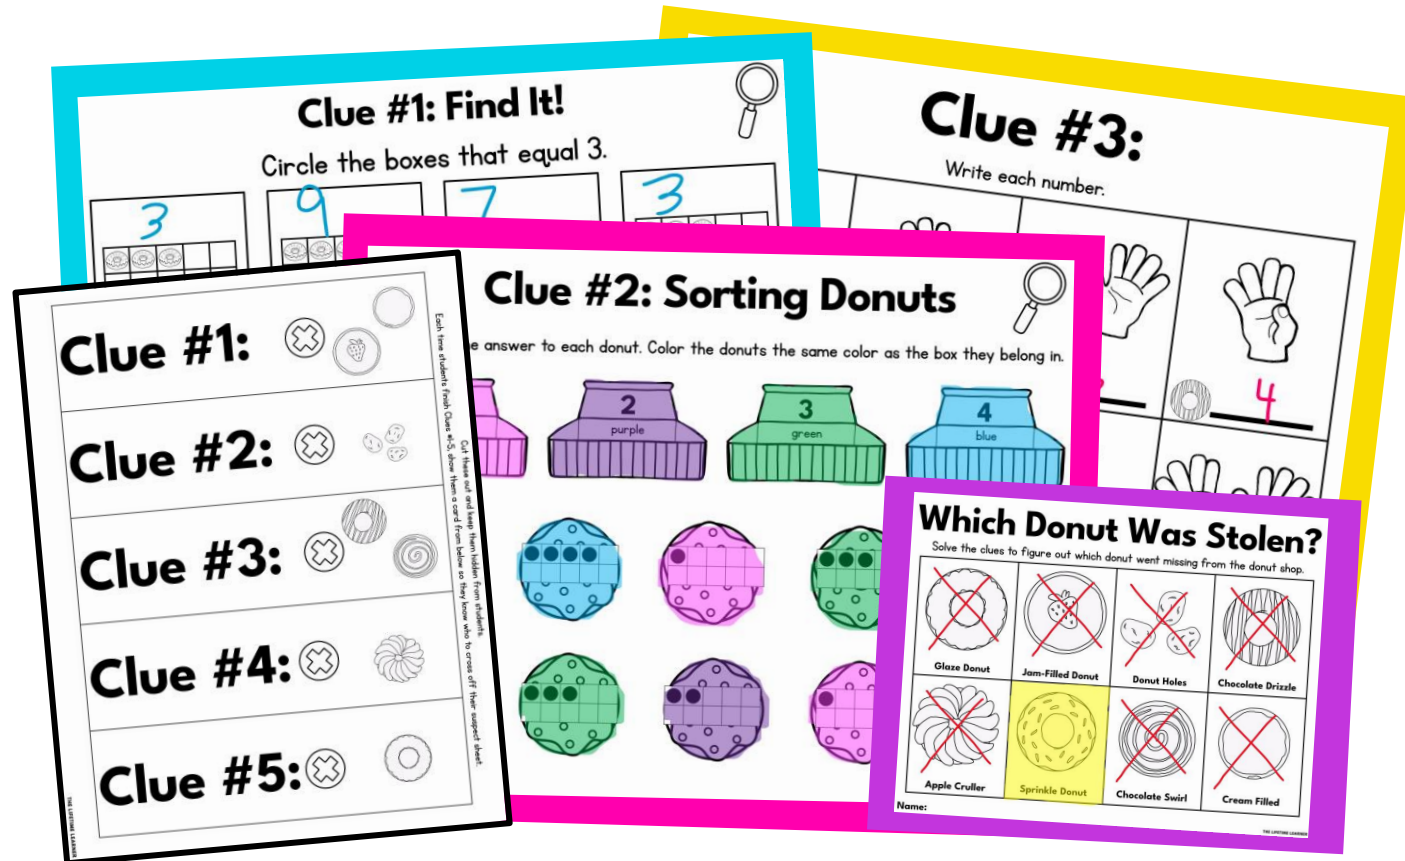 Clue #1: Find It!
Circle the boxes that equal 3.
3
9
7
3
Clue #3:
Write each number.
4
Clue #2: Sorting Donuts
answer to each donut. Color the donuts the same color as the box they belong in.
2
purple
3
green
4
blue
Clue #1:
Clue #2:
Clue #3:
Clue #4:
Clue #5:
Cut these out and keep them hidden from students.
Each time students finish Clues #1-5, show them a card from below so they know who to cross off their suspect sheet.
THE LIFETIME LEARNER
Which Donut Was Stolen?
Solve the clues to figure out which donut went missing from the donut shop.
Glaze Donut
Jam-Filled Donut
Donut Holes
Chocolate Drizzle
Apple Cruller
Sprinkle Donut
Chocolate Swirl
Cream Filled
Name:
THE LIFETIME LEARNER